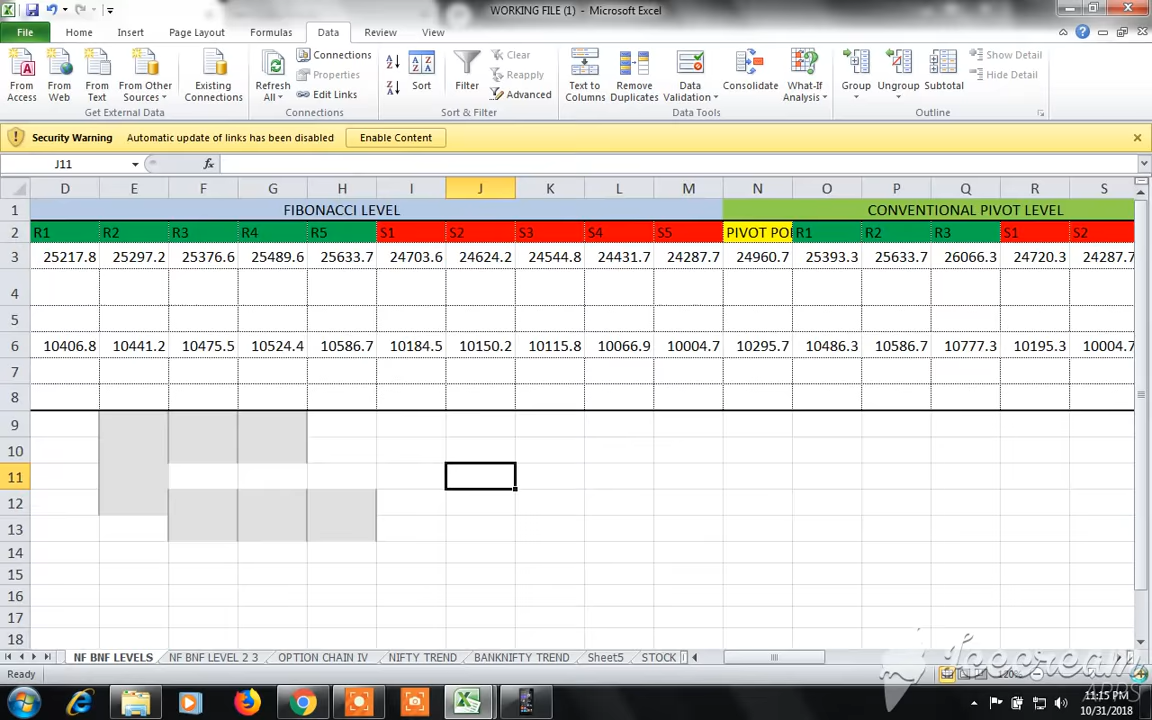 WORKING FILE (1) - Microsoft Excel
File Home Insert Page Layout Formulas Data Review View
From Access
From Web
From Text
From Other Sources
Existing Connections
Get External Data
Refresh All
Connections
Properties
Edit Links
Connections
Sort
Filter
Clear
Reapply
Advanced
Sort & Filter
Text to Columns
Remove Duplicates
Data Validation
Consolidate
What-If Analysis
Data Tools
Group
Ungroup
Subtotal
Show Detail
Hide Detail
Outline
Security Warning Automatic update of links has been disabled Enable Content
J11 fx
D E F G H I J K L M N O P Q R S
1 FIBONACCI LEVEL CONVENTIONAL PIVOT LEVEL
2 R1 R2 R3 R4 R5 S1 S2 S3 S4 S5 PIVOT PO R1 R2 R3 S1 S2
3 25217.8 25297.2 25376.6 25489.6 25633.7 24703.6 24624.2 24544.8 24431.7 24287.7 24960.7 25393.3 25633.7 26066.3 24720.3 24287.7
4
5
6 10406.8 10441.2 10475.5 10524.4 10586.7 10184.5 10150.2 10115.8 10066.9 10004.7 10295.7 10486.3 10586.7 10777.3 10195.3 10004.7
7
8
9
10
11
12
13
14
15
16
17
18
NF BNF LEVELS NF BNF LEVEL 2 3 OPTION CHAIN IV NIFTY TREND BANKNIFTY TREND Sheet5 STOCK
Ready 120%
Icecream
APPS
11:15 PM
10/31/2018